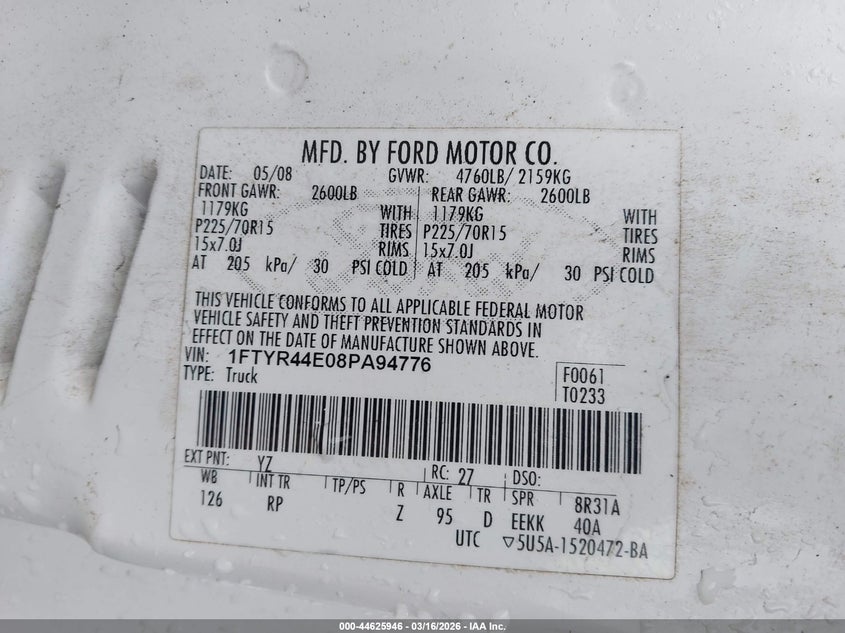 MFD. BY FORD MOTOR CO.
DATE: 05/08 GVWR: 4760LB/ 2159KG
FRONT GAWR: 2600LB REAR GAWR: 2600LB
1179KG WITH 1179KG WITH
P225/70R15 TIRES P225/70R15 TIRES
15x7.0J RIMS 15x7.0J RIMS
AT 205 kPa/ 30 PSI COLD AT 205 kPa/ 30 PSI COLD
THIS VEHICLE CONFORMS TO ALL APPLICABLE FEDERAL MOTOR
VEHICLE SAFETY AND THEFT PREVENTION STANDARDS IN
EFFECT ON THE DATE OF MANUFACTURE SHOWN ABOVE.
VIN: 1FTYR44E08PA94776
TYPE: Truck
F0061
T0233
EXT PNT: YZ RC: 27 DSO:
WB INT TR TP/PS R AXLE TR SPR 8R31A
126 RP Z 95 D EEKK 40A
UTC ▽5U5A-1520472-BA
000-44625946 - 03/16/2026 - IAA Inc.